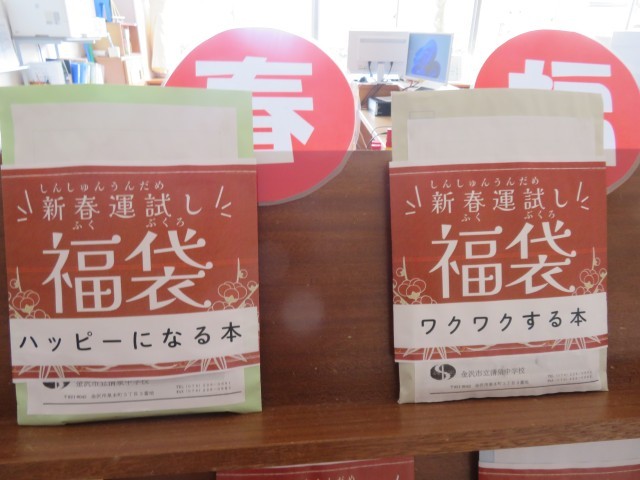 春
福
しんしゅんうんだめ
新春運試し
ふくぶくろ
福袋
ハッピーになる本
しんしゅんうんだめ
新春運試し
ふくぶくろ
福袋
ワクワクする本